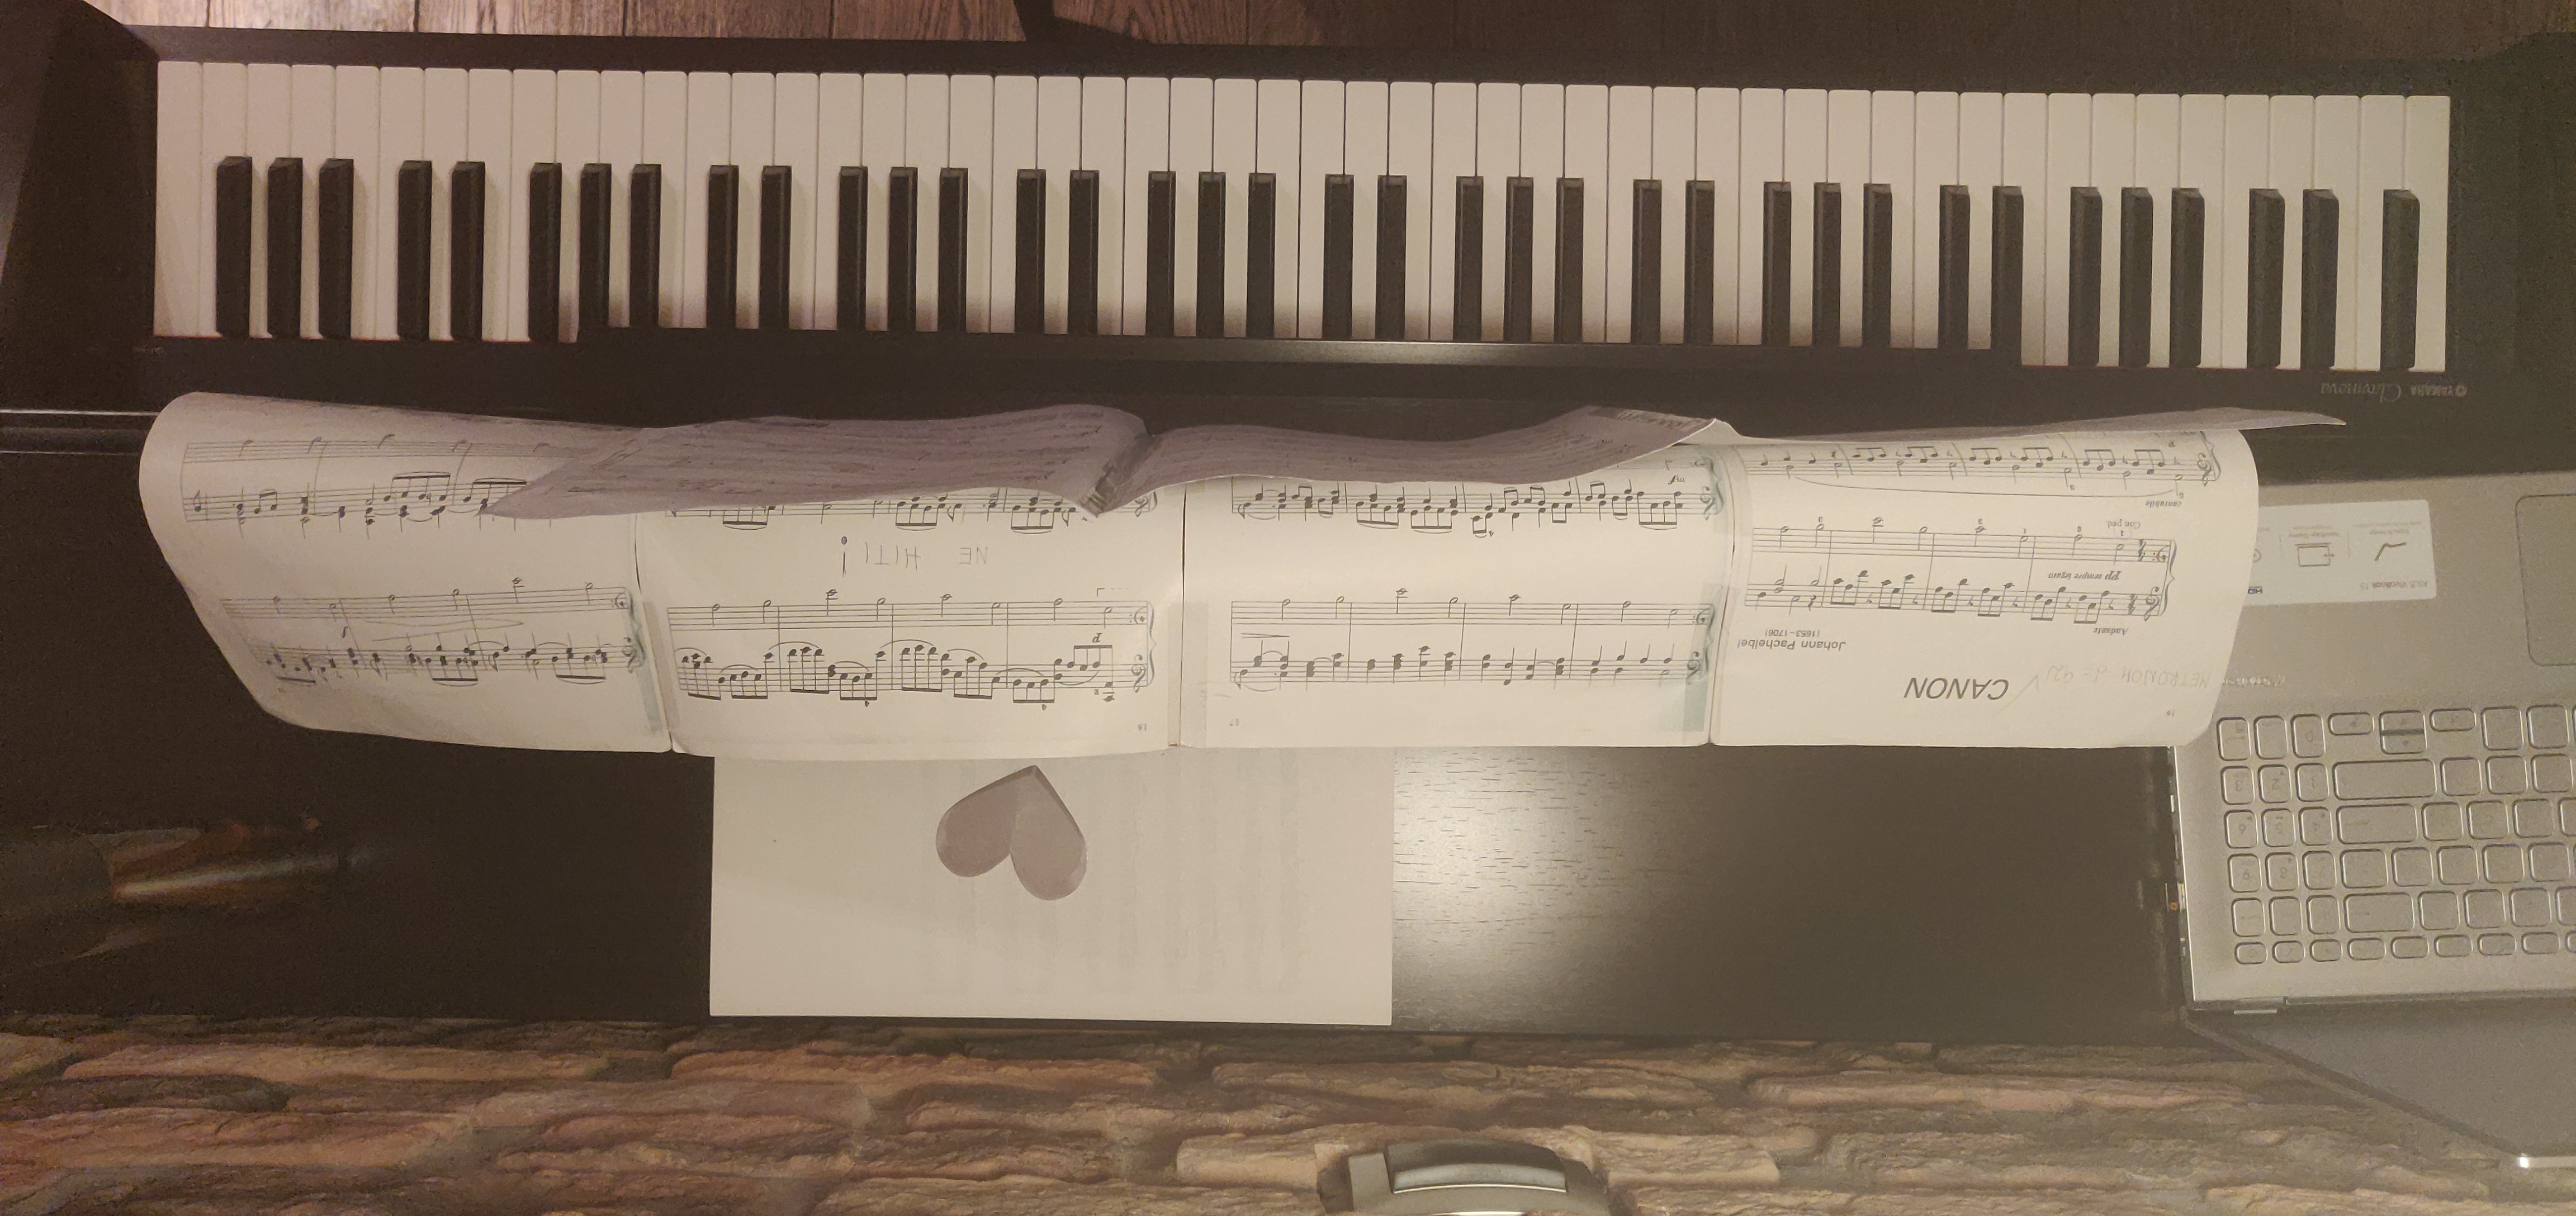 16
METRONOM = 92 ✓
CANON
Johann Pachelbel
(1653–1706)
Andante
pp sempre legato
Con ped.
cantabile
p
17
mf
18
p
NE HITI!
f
ASUS VivoBook 15
YAMAHA Clavinova